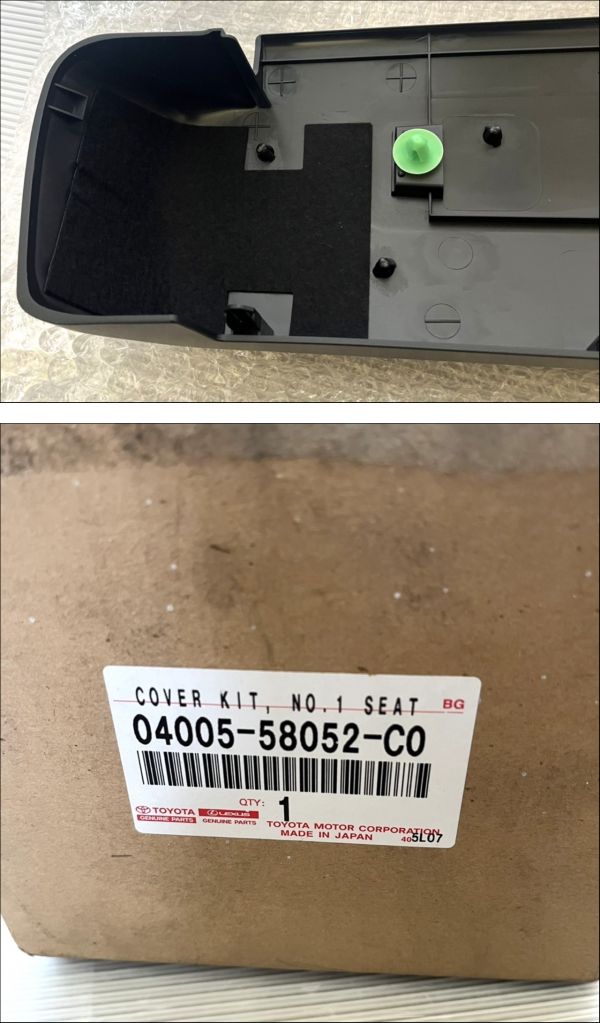 COVER KIT, NO.1 SEAT BG
04005-58052-C0
QTY: 1
TOYOTA LEXUS
GENUINE PARTS GENUINE PARTS
TOYOTA MOTOR CORPORATION
MADE IN JAPAN 40 5L07